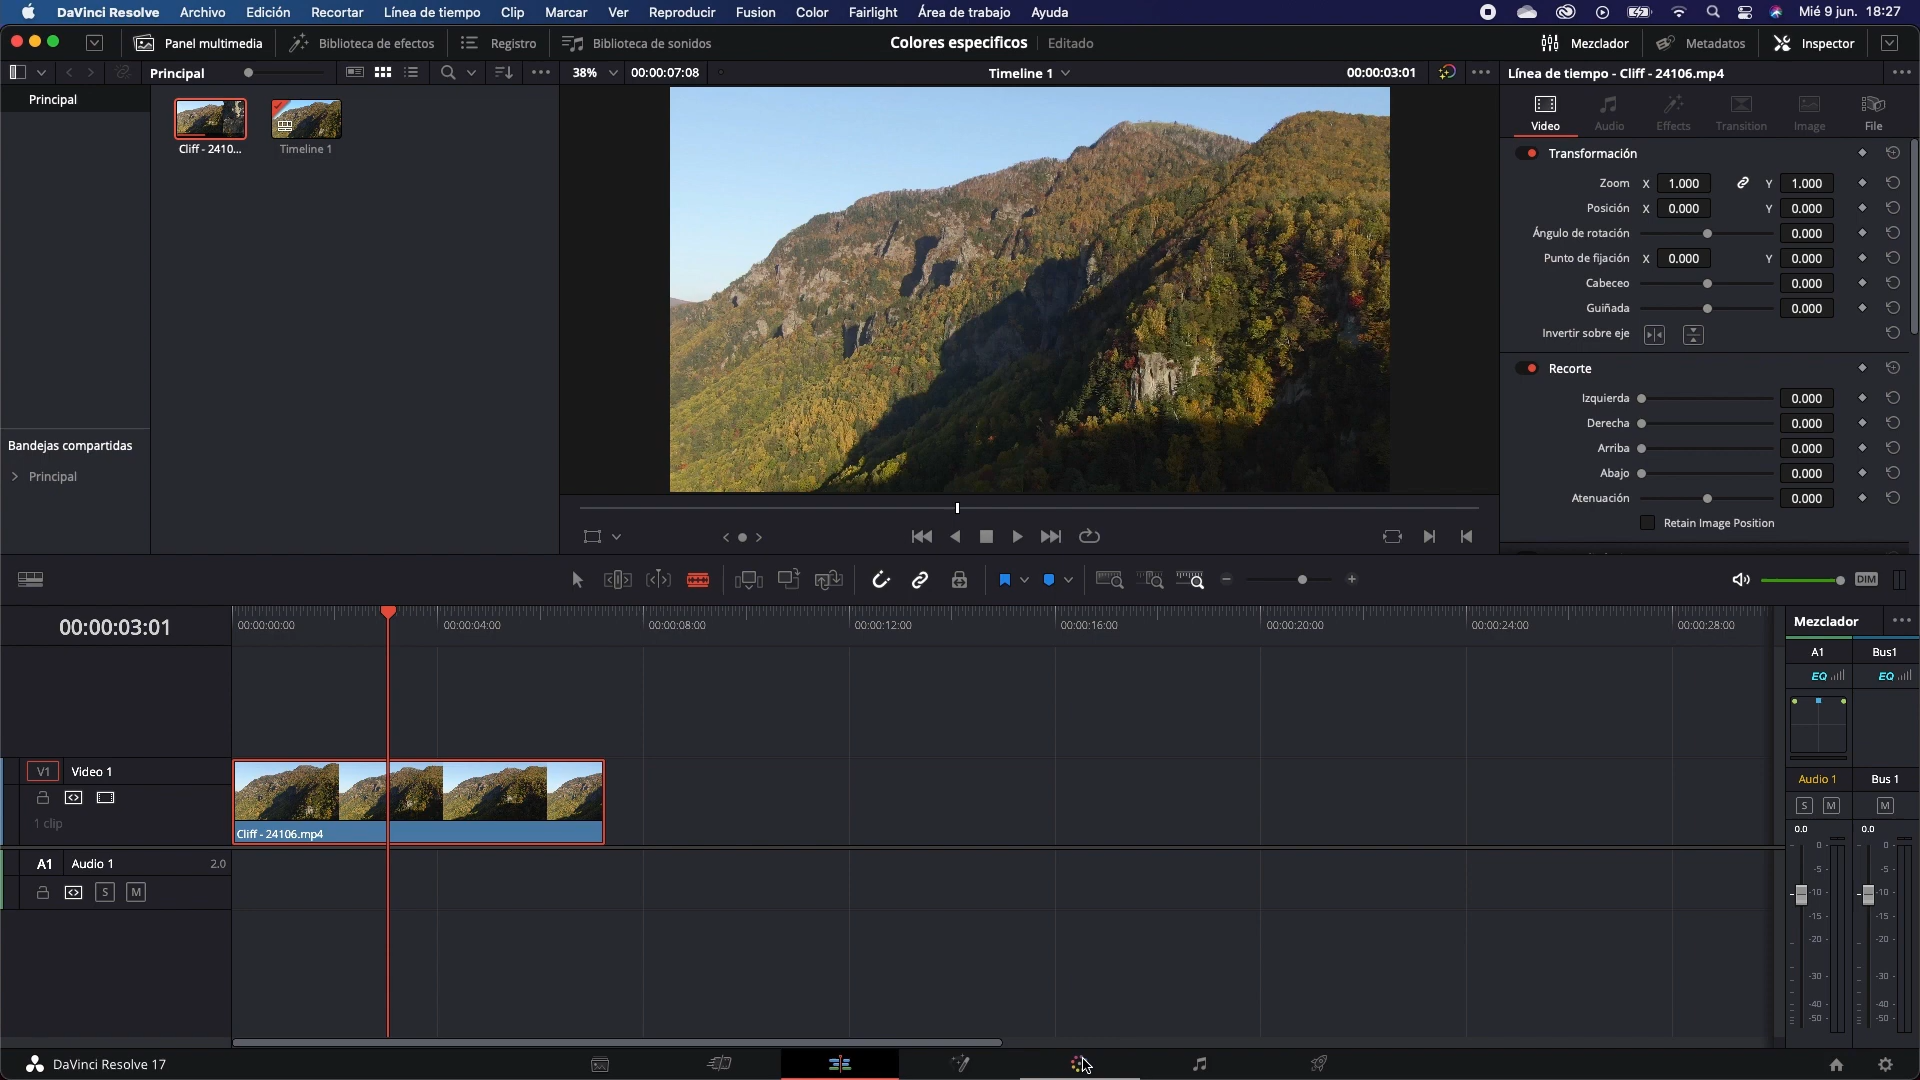 DaVinci Resolve Archivo Edición Recortar Línea de tiempo Clip Marcar Ver Reproducir Fusion Color Fairlight Área de trabajo Ayuda Mié 9 jun. 18:27
Panel multimedia Biblioteca de efectos Registro Biblioteca de sonidos Colores especificos Editado Mezclador Metadatos Inspector
Principal 38% 00:00:07:08 Timeline 1 00:00:03:01 Línea de tiempo - Cliff - 24106.mp4
Principal
Cliff - 2410... Timeline 1
Bandejas compartidas
Principal
Video Audio Effects Transition Image File
Transformación
Zoom X 1.000 Y 1.000
Posición X 0.000 Y 0.000
Ángulo de rotación 0.000
Punto de fijación X 0.000 Y 0.000
Cabeceo 0.000
Guiñada 0.000
Invertir sobre eje
Recorte
Izquierda 0.000
Derecha 0.000
Arriba 0.000
Abajo 0.000
Atenuación 0.000
Retain Image Position
DIM
00:00:03:01 00:00:00:00 00:00:04:00 00:00:08:00 00:00:12:00 00:00:16:00 00:00:20:00 00:00:24:00 00:00:28:00
V1 Video 1
1 clip
Cliff - 24106.mp4
A1 Audio 1 2.0
S M
Mezclador
A1 Bus1
EQ EQ
Audio 1 Bus 1
S M M
0.0 0.0
0- 0-
-5 -5
-10 -10
-15 -15
-20 -20
-30 -30
-40 -40
-50 -50
DaVinci Resolve 17